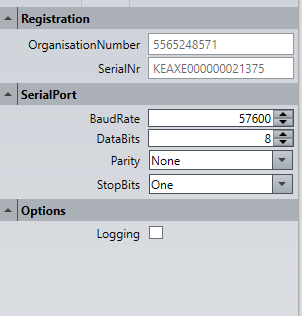 Registration
OrganisationNumber 5565248571
SerialNr KEAXE000000021375
SerialPort
BaudRate 57600
DataBits 8
Parity None
StopBits One
Options
Logging